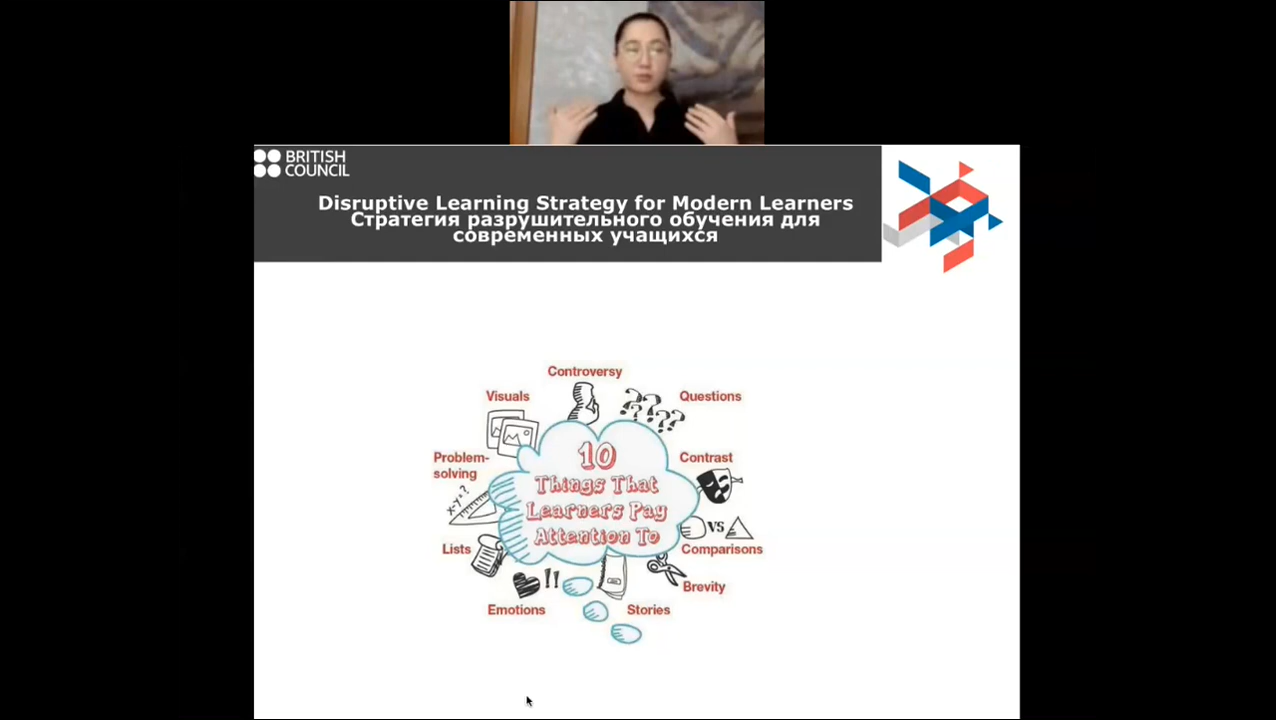 BRITISH
COUNCIL
Disruptive Learning Strategy for Modern Learners
Стратегия разрушительного обучения для
современных учащихся
Controversy
Visuals
Questions
???? 
10
Things That
Learners Pay
Attention To
Problem-
solving
x-y=?
Contrast
VS
Comparisons
Lists
Brevity
!!
Emotions
Stories